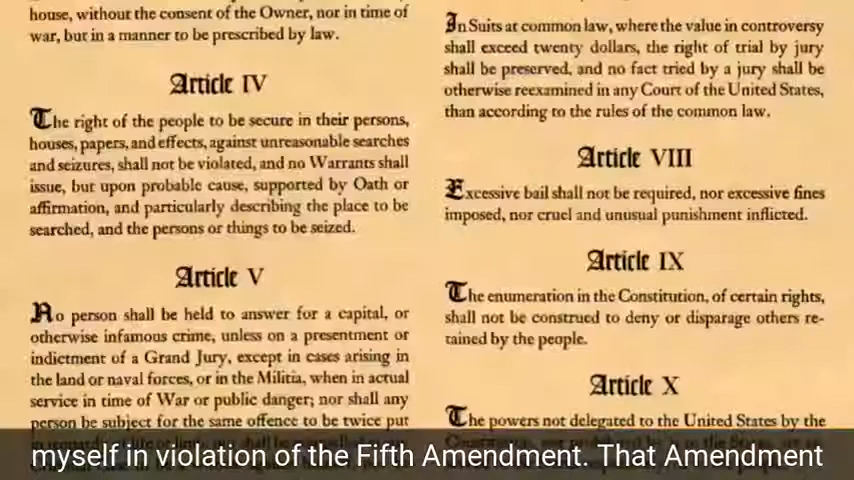 house, without the consent of the Owner, nor in time of
war, but in a manner to be prescribed by law.
Article IV
The right of the people to be secure in their persons,
houses, papers, and effects, against unreasonable searches
and seizures, shall not be violated, and no Warrants shall
issue, but upon probable cause, supported by Oath or
affirmation, and particularly describing the place to be
searched, and the persons or things to be seized.
Article V
No person shall be held to answer for a capital, or
otherwise infamous crime, unless on a presentment or
indictment of a Grand Jury, except in cases arising in
the land or naval forces, or in the Militia, when in actual
service in time of War or public danger; nor shall any
person be subject for the same offence to be twice put
In Suits at common law, where the value in controversy
shall exceed twenty dollars, the right of trial by jury
shall be preserved, and no fact tried by a jury shall be
otherwise reexamined in any Court of the United States,
than according to the rules of the common law.
Article VIII
Excessive bail shall not be required, nor excessive fines
imposed, nor cruel and unusual punishment inflicted.
Article IX
The enumeration in the Constitution, of certain rights,
shall not be construed to deny or disparage others re-
tained by the people.
Article X
The powers not delegated to the United States by the
myself in violation of the Fifth Amendment. That Amendment